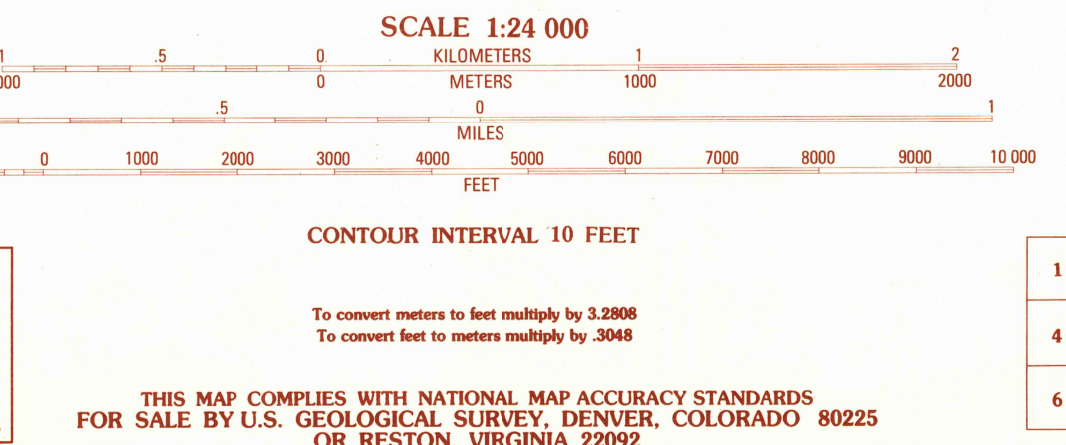 SCALE 1:24 000
1 .5 0 KILOMETERS 1 2
000 0 METERS 1000 2000
.5 0 1
MILES
0 1000 2000 3000 4000 5000 6000 7000 8000 9000 10 000
FEET
CONTOUR INTERVAL 10 FEET
1
To convert meters to feet multiply by 3.2808
To convert feet to meters multiply by .3048
4
THIS MAP COMPLIES WITH NATIONAL MAP ACCURACY STANDARDS
6
FOR SALE BY U.S. GEOLOGICAL SURVEY, DENVER, COLORADO 80225
OR RESTON, VIRGINIA 22092